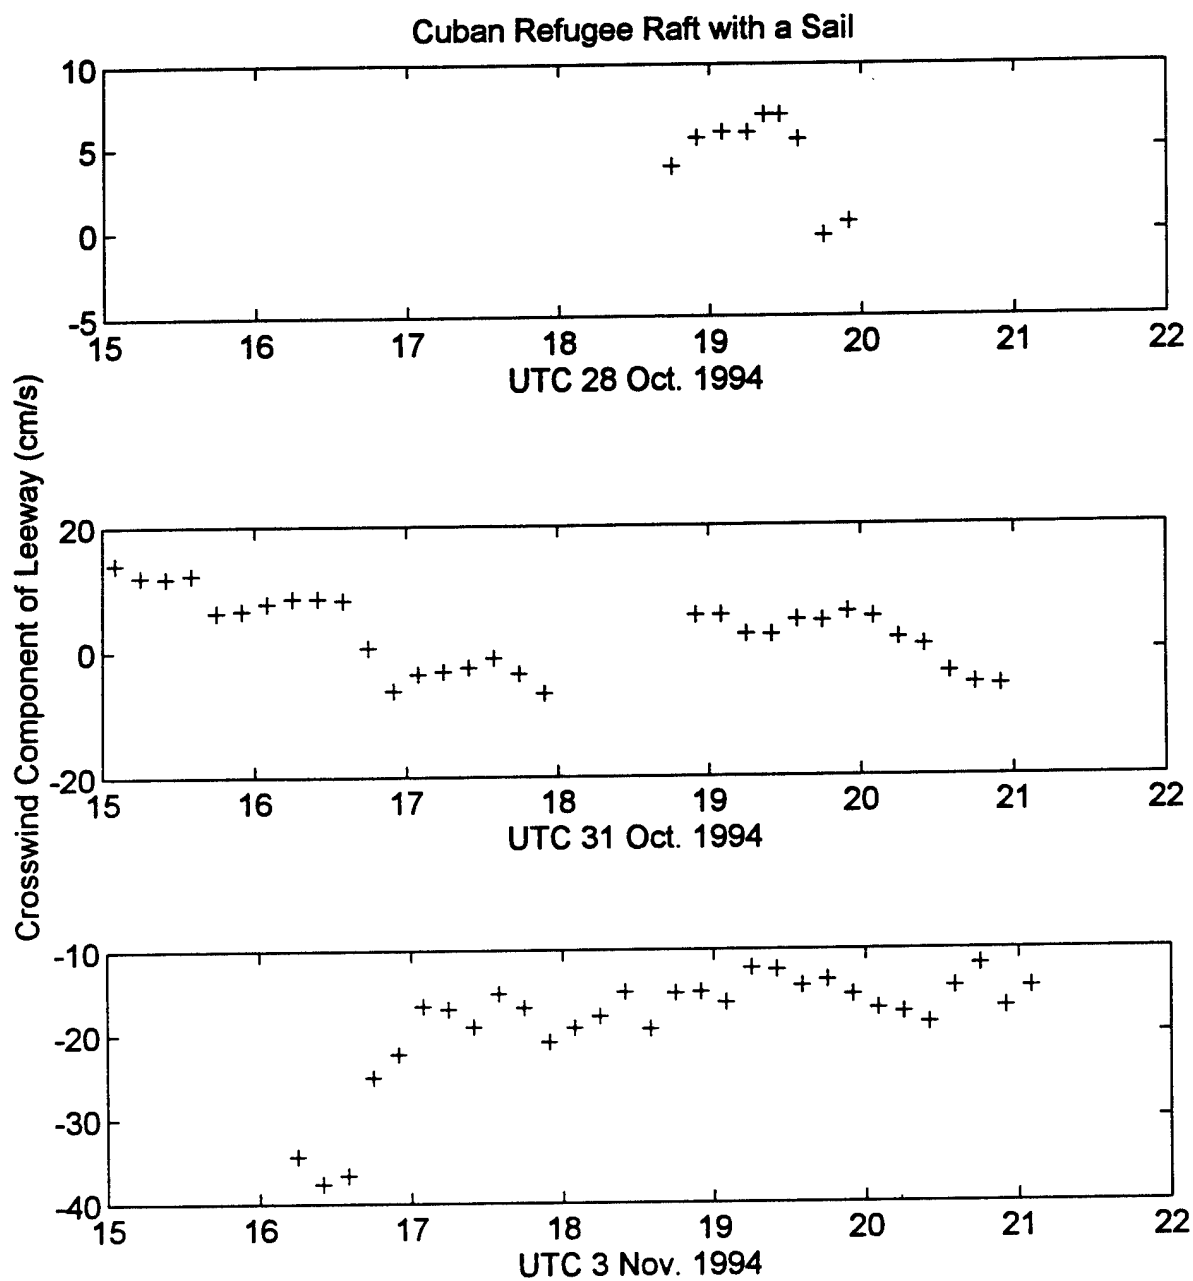 Cuban Refugee Raft with a Sail
10
5
0
-5
15 16 17 18 19 20 21 22
UTC 28 Oct. 1994
Crosswind Component of Leeway (cm/s)
20
0
-20
15 16 17 18 19 20 21 22
UTC 31 Oct. 1994
-10
-20
-30
-40
15 16 17 18 19 20 21 22
UTC 3 Nov. 1994